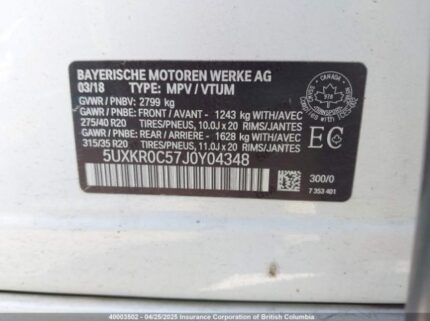 BAYERISCHE MOTOREN WERKE AG
03/18 TYPE: MPV / VTUM
GVWR / PNBV: 2799 kg
GAWR / PNBE: FRONT / AVANT - 1243 kg WITH/AVEC
275/40 R20 TIRES/PNEUS, 10.0J x 20 RIMS/JANTES
GAWR / PNBE: REAR / ARRIERE - 1628 kg WITH/AVEC
315/35 R20 TIRES/PNEUS, 11.0J x 20 RIMS/JANTES
5UXKR0C57J0Y04348
CANADA
978
EC
300/0
7 353 401
40003502 - 04/25/2025 Insurance Corporation of
British Columbia